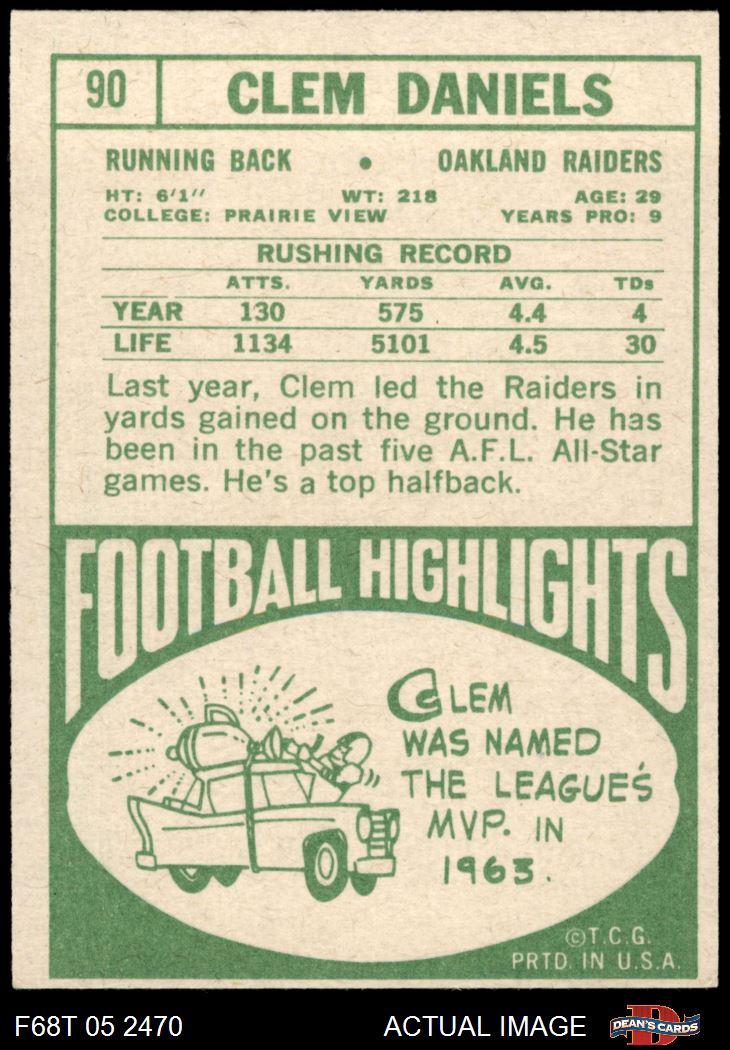 90 CLEM DANIELS
RUNNING BACK • OAKLAND RAIDERS
HT: 6'1" WT: 218 AGE: 29
COLLEGE: PRAIRIE VIEW YEARS PRO: 9
RUSHING RECORD
ATTS. YARDS AVG. TDs
YEAR 130 575 4.4 4
LIFE 1134 5101 4.5 30
Last year, Clem led the Raiders in
yards gained on the ground. He has
been in the past five A.F.L. All-Star
games. He's a top halfback.
FOOTBALL HIGHLIGHTS
CLEM
WAS NAMED
THE LEAGUE'S
MVP. IN
1963.
©T.C.G.
PRTD. IN U.S.A.
F68T 05 2470 ACTUAL IMAGE DEAN'S CARDS